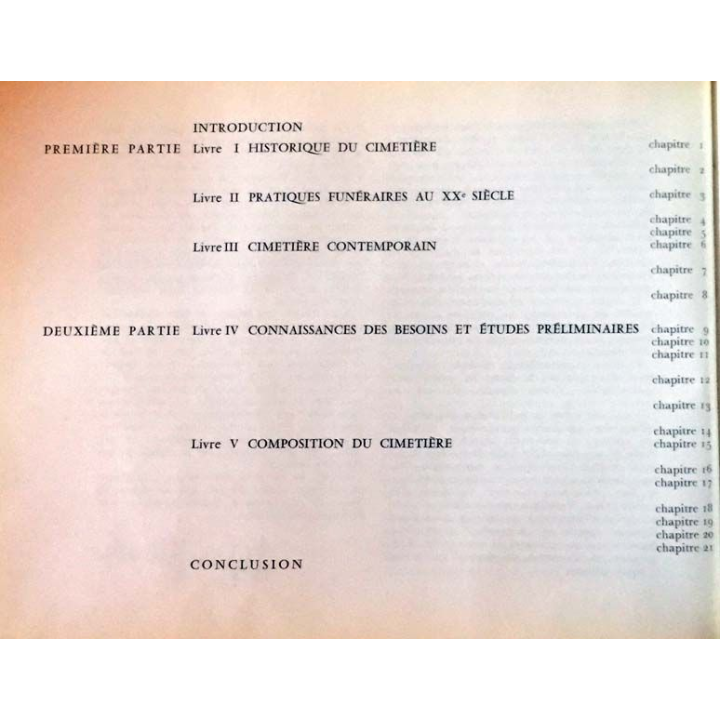 INTRODUCTION
PREMIÈRE PARTIE Livre I HISTORIQUE DU CIMETIÈRE chapitre 1
chapitre 2
Livre II PRATIQUES FUNÉRAIRES AU XXe SIÈCLE chapitre 3
chapitre 4
chapitre 5
Livre III CIMETIÈRE CONTEMPORAIN chapitre 6
chapitre 7
chapitre 8
DEUXIÈME PARTIE Livre IV CONNAISSANCES DES BESOINS ET ÉTUDES PRÉLIMINAIRES chapitre 9
chapitre 10
chapitre 11
chapitre 12
chapitre 13
chapitre 14
Livre V COMPOSITION DU CIMETIÈRE chapitre 15
chapitre 16
chapitre 17
chapitre 18
chapitre 19
chapitre 20
chapitre 21
CONCLUSION